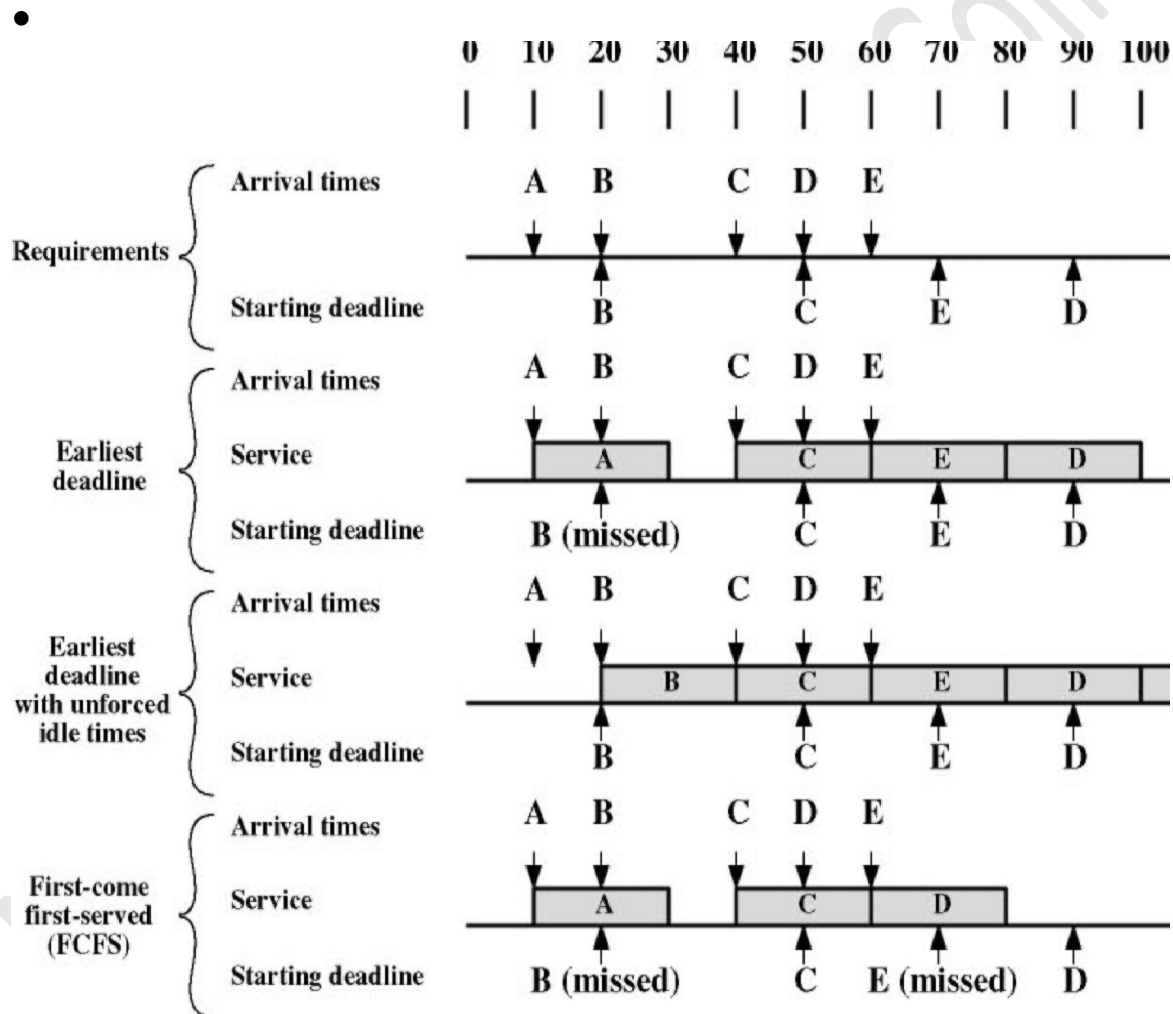 •
0 10 20 30 40 50 60 70 80 90 100
Arrival times A B C D E
Requirements
Starting deadline B C E D
Arrival times A B C D E
Earliest
deadline
Service A C E D
Starting deadline B (missed) C E D
Arrival times A B C D E
Earliest
deadline
with unforced
idle times
Service B C E D
Starting deadline B C E D
Arrival times A B C D E
First-come
first-served
(FCFS)
Service A C D
Starting deadline B (missed) C E (missed) D